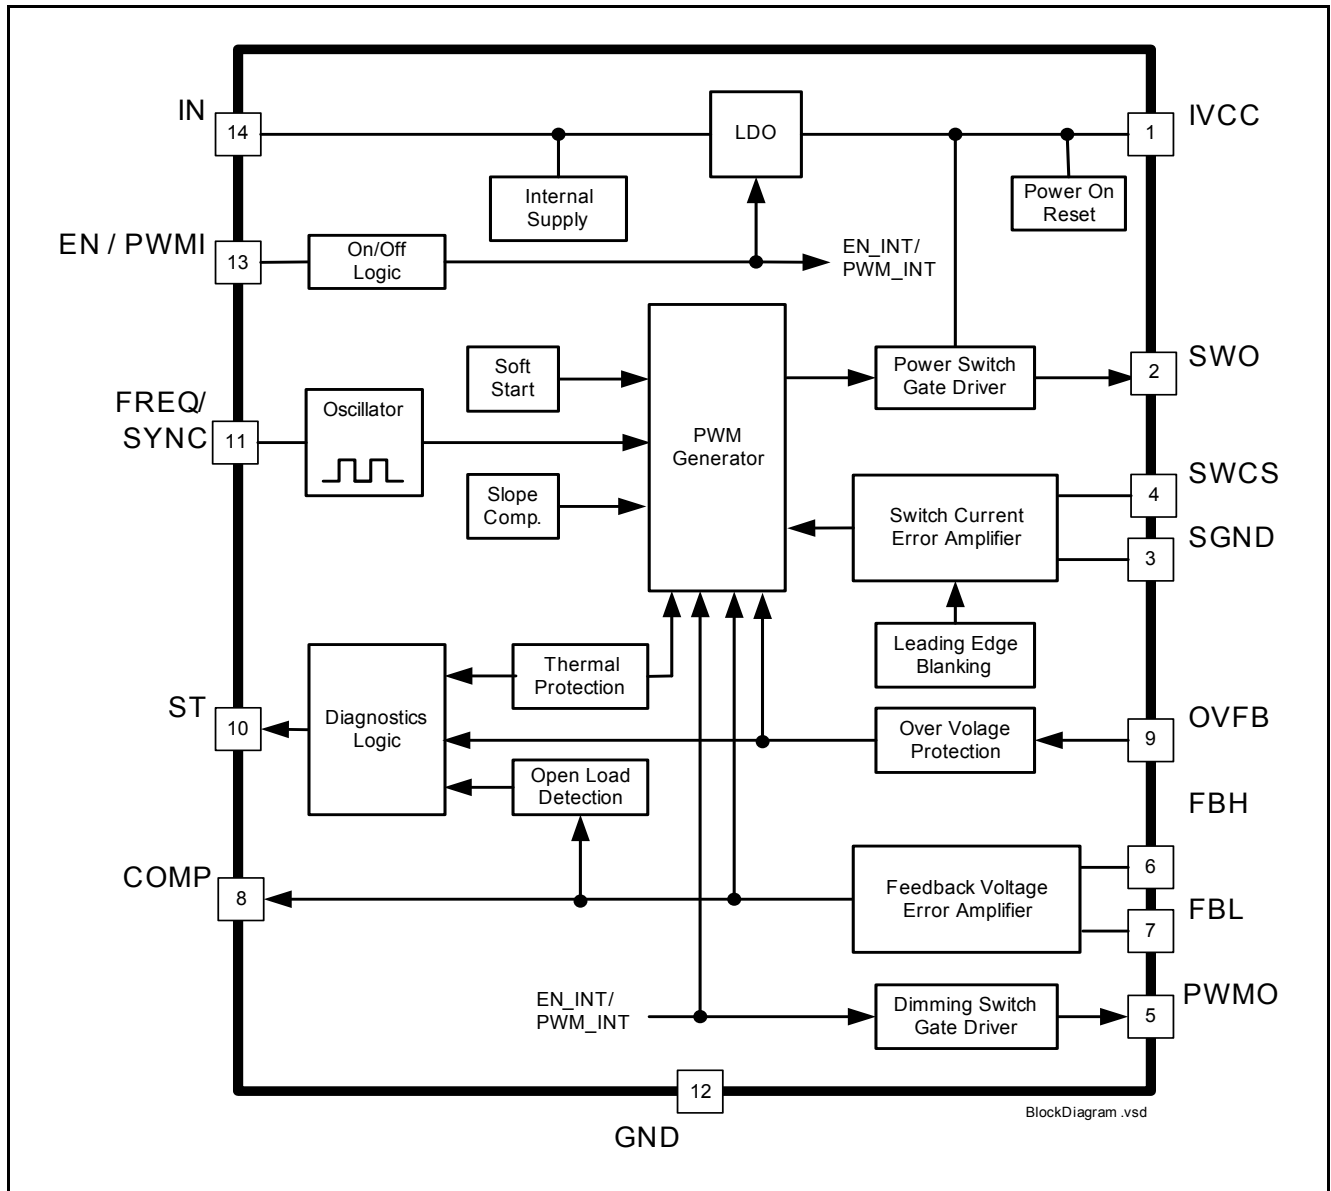 IN
14
LDO
1
IVCC
Internal
Supply
Power On
Reset
EN / PWMI
13
On/Off
Logic
EN_INT/
PWM_INT
Soft
Start
Power Switch
Gate Driver
2
SWO
FREQ/
SYNC
11
Oscillator
PWM
Generator
Slope
Comp.
Switch Current
Error Amplifier
4
SWCS
3
SGND
Leading Edge
Blanking
Thermal
Protection
ST
10
Diagnostics
Logic
Over Volage
Protection
9
OVFB
Open Load
Detection
FBH
COMP
8
Feedback Voltage
Error Amplifier
6
7
FBL
EN_INT/
PWM_INT
Dimming Switch
Gate Driver
5
PWMO
12
GND
BlockDiagram .vsd